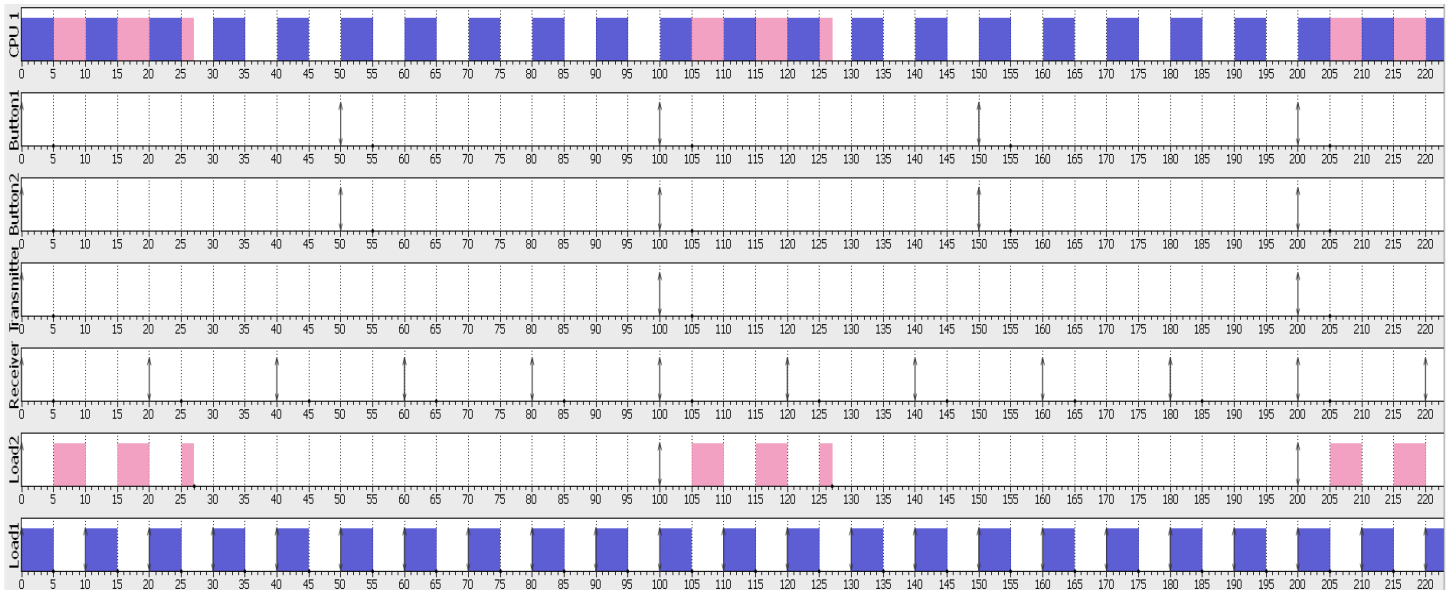 CPU 1
0 5 10 15 20 25 30 35 40 45 50 55 60 65 70 75 80 85 90 95 100 105 110 115 120 125 130 135 140 145 150 155 160 165 170 175 180 185 190 195 200 205 210 215 220
Button1
0 5 10 15 20 25 30 35 40 45 50 55 60 65 70 75 80 85 90 95 100 105 110 115 120 125 130 135 140 145 150 155 160 165 170 175 180 185 190 195 200 205 210 215 220
Button2
0 5 10 15 20 25 30 35 40 45 50 55 60 65 70 75 80 85 90 95 100 105 110 115 120 125 130 135 140 145 150 155 160 165 170 175 180 185 190 195 200 205 210 215 220
Transmitter
0 5 10 15 20 25 30 35 40 45 50 55 60 65 70 75 80 85 90 95 100 105 110 115 120 125 130 135 140 145 150 155 160 165 170 175 180 185 190 195 200 205 210 215 220
Receiver
0 5 10 15 20 25 30 35 40 45 50 55 60 65 70 75 80 85 90 95 100 105 110 115 120 125 130 135 140 145 150 155 160 165 170 175 180 185 190 195 200 205 210 215 220
Load2
0 5 10 15 20 25 30 35 40 45 50 55 60 65 70 75 80 85 90 95 100 105 110 115 120 125 130 135 140 145 150 155 160 165 170 175 180 185 190 195 200 205 210 215 220
Load1
0 5 10 15 20 25 30 35 40 45 50 55 60 65 70 75 80 85 90 95 100 105 110 115 120 125 130 135 140 145 150 155 160 165 170 175 180 185 190 195 200 205 210 215 220